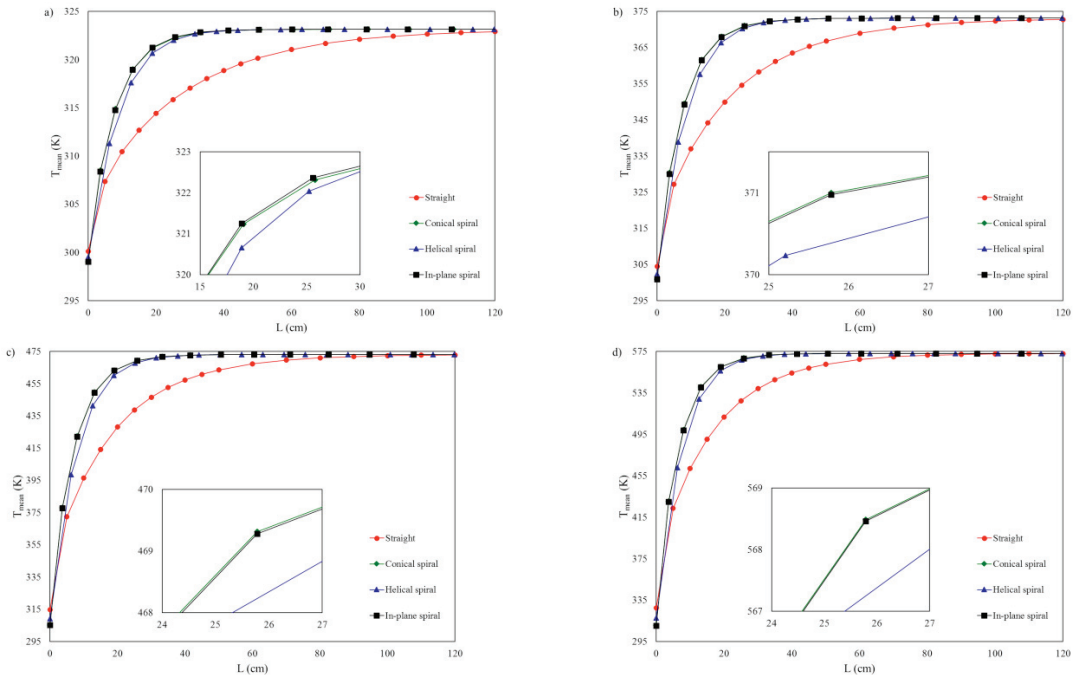 a)
325
320
315
310
305
300
295
T mean (K)
0 20 40 60 80 100 120
L (cm)
323
322
321
320
15 20 25 30
Straight
Conical spiral
Helical spiral
In-plane spiral
b)
375
365
355
345
335
325
315
305
295
T mean (K)
0 20 40 60 80 100 120
L (cm)
371
370
25 26 27
Straight
Conical spiral
Helical spiral
In-plane spiral
c)
475
455
435
415
395
375
355
335
315
295
T mean (K)
0 20 40 60 80 100 120
L (cm)
470
469
468
24 25 26 27
Straight
Conical spiral
Helical spiral
In-plane spiral
d)
575
535
495
455
415
375
335
295
T mean (K)
0 20 40 60 80 100 120
L (cm)
569
568
567
24 25 26 27
Straight
Conical spiral
Helical spiral
In-plane spiral